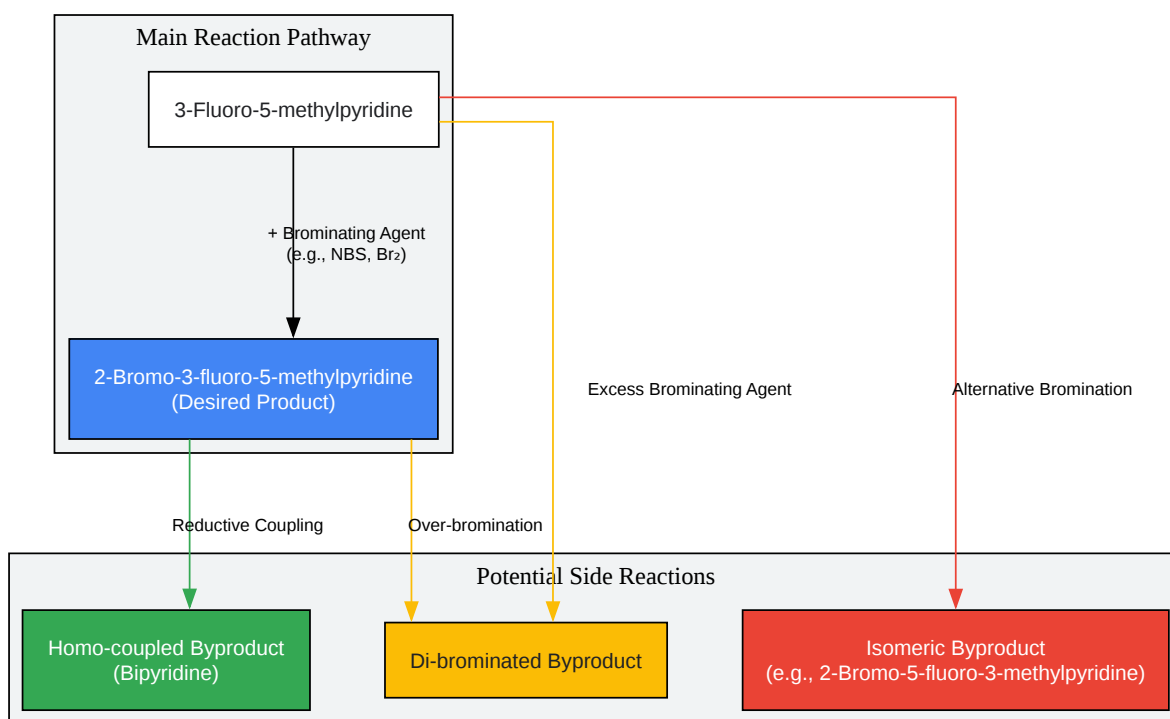 Main Reaction Pathway
3-Fluoro-5-methylpyridine
+ Brominating Agent
(e.g., NBS, Br₂)
2-Bromo-3-fluoro-5-methylpyridine
(Desired Product)
Excess Brominating Agent
Alternative Bromination
Reductive Coupling
Over-bromination
Potential Side Reactions
Homo-coupled Byproduct
(Bipyridine)
Di-brominated Byproduct
Isomeric Byproduct
(e.g., 2-Bromo-5-fluoro-3-methylpyridine)